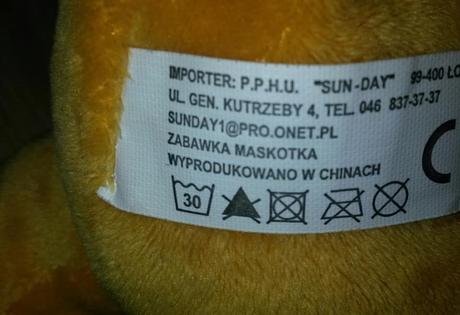 IMPORTER: P.P.H.U. "SUN-DAY" 99-400 ŁO
UL. GEN. KUTRZEBY 4, TEL. 046 837-37-37
SUNDAY1@PRO.ONET.PL
ZABAWKA MASKOTKA
WYPRODUKOWANO W CHINACH
30